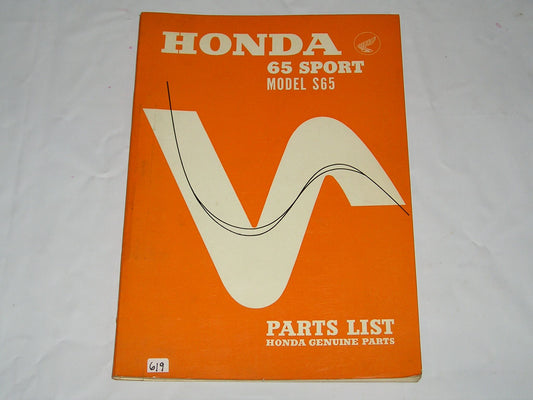 HONDA
65 SPORT
MODEL S65
PARTS LIST
HONDA GENUINE PARTS
619